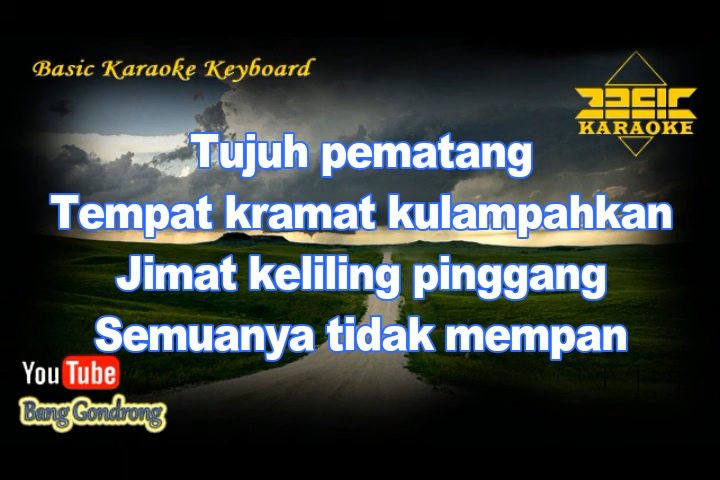 Basic Karaoke Keyboard
BASIC
KARAOKE
Tujuh pematang
Tempat kramat kulampahkan
Jimat keliling pinggang
Semuanya tidak mempan
YouTube
Bang Gondrong